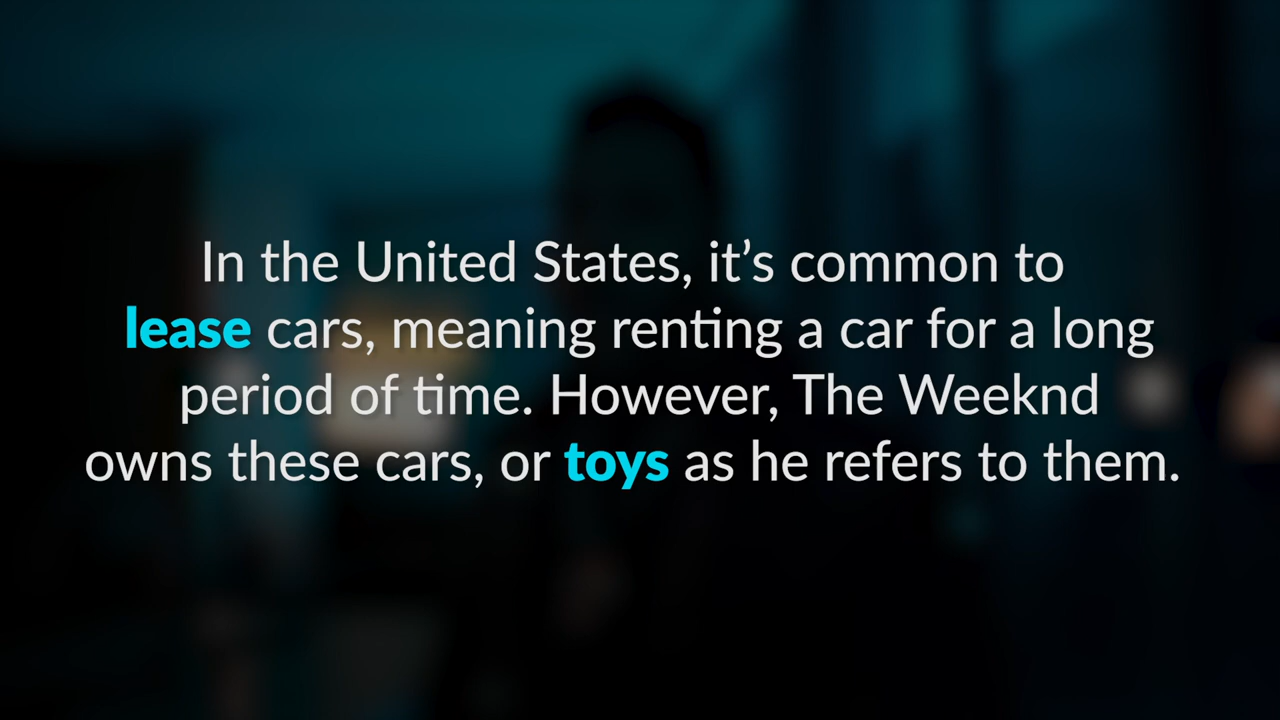 In the United States, it’s common to
lease cars, meaning renting a car for a long
period of time. However, The Weeknd
owns these cars, or toys as he refers to them.